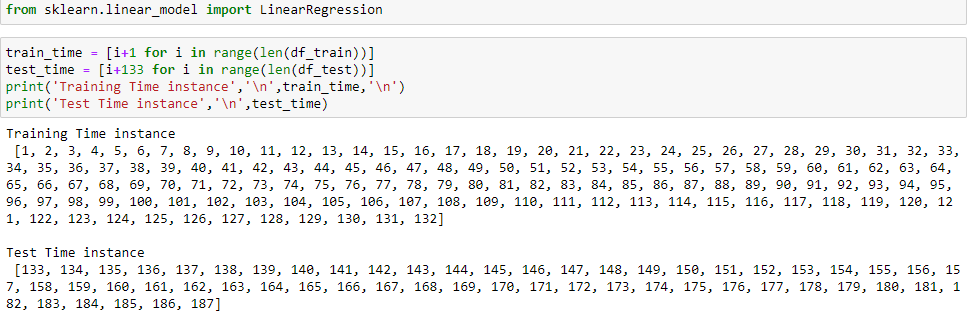 from sklearn.linear_model import LinearRegression
train_time = [i+1 for i in range(len(df_train))]
test_time = [i+133 for i in range(len(df_test))]
print('Training Time instance','\n',train_time,'\n')
print('Test Time instance','\n',test_time)
Training Time instance
[1, 2, 3, 4, 5, 6, 7, 8, 9, 10, 11, 12, 13, 14, 15, 16, 17, 18, 19, 20, 21, 22, 23, 24, 25, 26, 27, 28, 29, 30, 31, 32, 33,
34, 35, 36, 37, 38, 39, 40, 41, 42, 43, 44, 45, 46, 47, 48, 49, 50, 51, 52, 53, 54, 55, 56, 57, 58, 59, 60, 61, 62, 63, 64,
65, 66, 67, 68, 69, 70, 71, 72, 73, 74, 75, 76, 77, 78, 79, 80, 81, 82, 83, 84, 85, 86, 87, 88, 89, 90, 91, 92, 93, 94, 95,
96, 97, 98, 99, 100, 101, 102, 103, 104, 105, 106, 107, 108, 109, 110, 111, 112, 113, 114, 115, 116, 117, 118, 119, 120, 12
1, 122, 123, 124, 125, 126, 127, 128, 129, 130, 131, 132]
Test Time instance
[133, 134, 135, 136, 137, 138, 139, 140, 141, 142, 143, 144, 145, 146, 147, 148, 149, 150, 151, 152, 153, 154, 155, 156, 15
7, 158, 159, 160, 161, 162, 163, 164, 165, 166, 167, 168, 169, 170, 171, 172, 173, 174, 175, 176, 177, 178, 179, 180, 181, 1
82, 183, 184, 185, 186, 187]